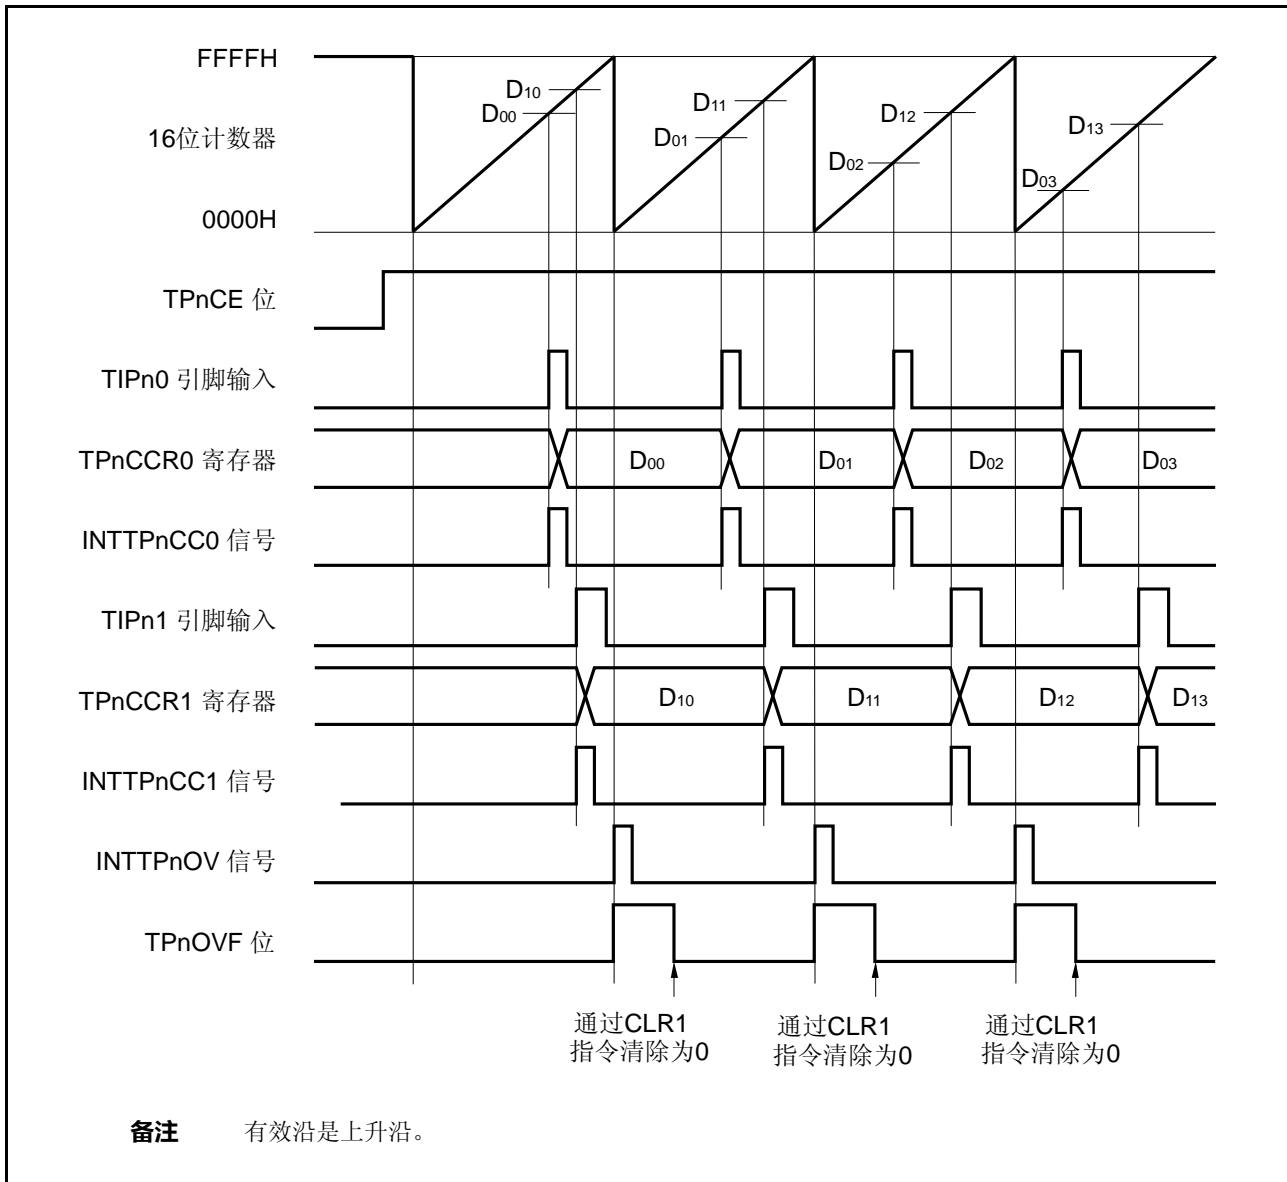 FFFFH
D10
D00
D11
D01
D12
D02
D13
D03
16位计数器
0000H
TPnCE 位
TIPn0 引脚输入
TPnCCR0 寄存器
D00
D01
D02
D03
INTTPnCC0 信号
TIPn1 引脚输入
TPnCCR1 寄存器
D10
D11
D12
D13
INTTPnCC1 信号
INTTPnOV 信号
TPnOVF 位
通过CLR1
指令清除为0
通过CLR1
指令清除为0
通过CLR1
指令清除为0
备注 有效沿是上升沿。